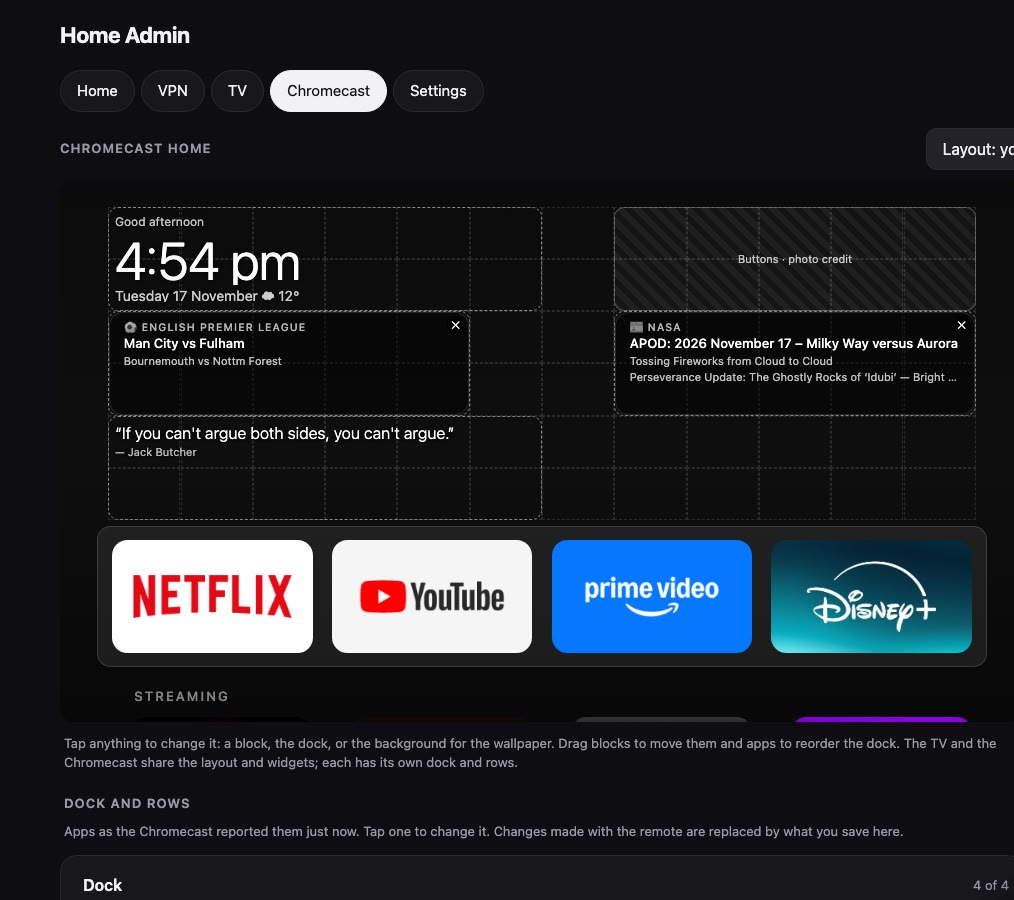 Home Admin
Home
VPN
TV
Chromecast
Settings
CHROMECAST HOME
Layout:
Good afternoon
4:54 pm
Tuesday 17 November 12°
Buttons · photo credit
ENGLISH PREMIER LEAGUE
Man City vs Fulham
Bournemouth vs Nottm Forest
NASA
APOD: 2026 November 17 – Milky Way versus Aurora
Tossing Fireworks from Cloud to Cloud
Perseverance Update: The Ghostly Rocks of ‘Idubi’ — Bright ...
“If you can't argue both sides, you can't argue.”
— Jack Butcher
NETFLIX
YouTube
prime video
Disney+
STREAMING
Tap anything to change it: a block, the dock, or the background for the wallpaper. Drag blocks to move them and apps to reorder the dock. The TV and the
Chromecast share the layout and widgets; each has its own dock and rows.
DOCK AND ROWS
Apps as the Chromecast reported them just now. Tap one to change it. Changes made with the remote are replaced by what you save here.
Dock
4 of 4